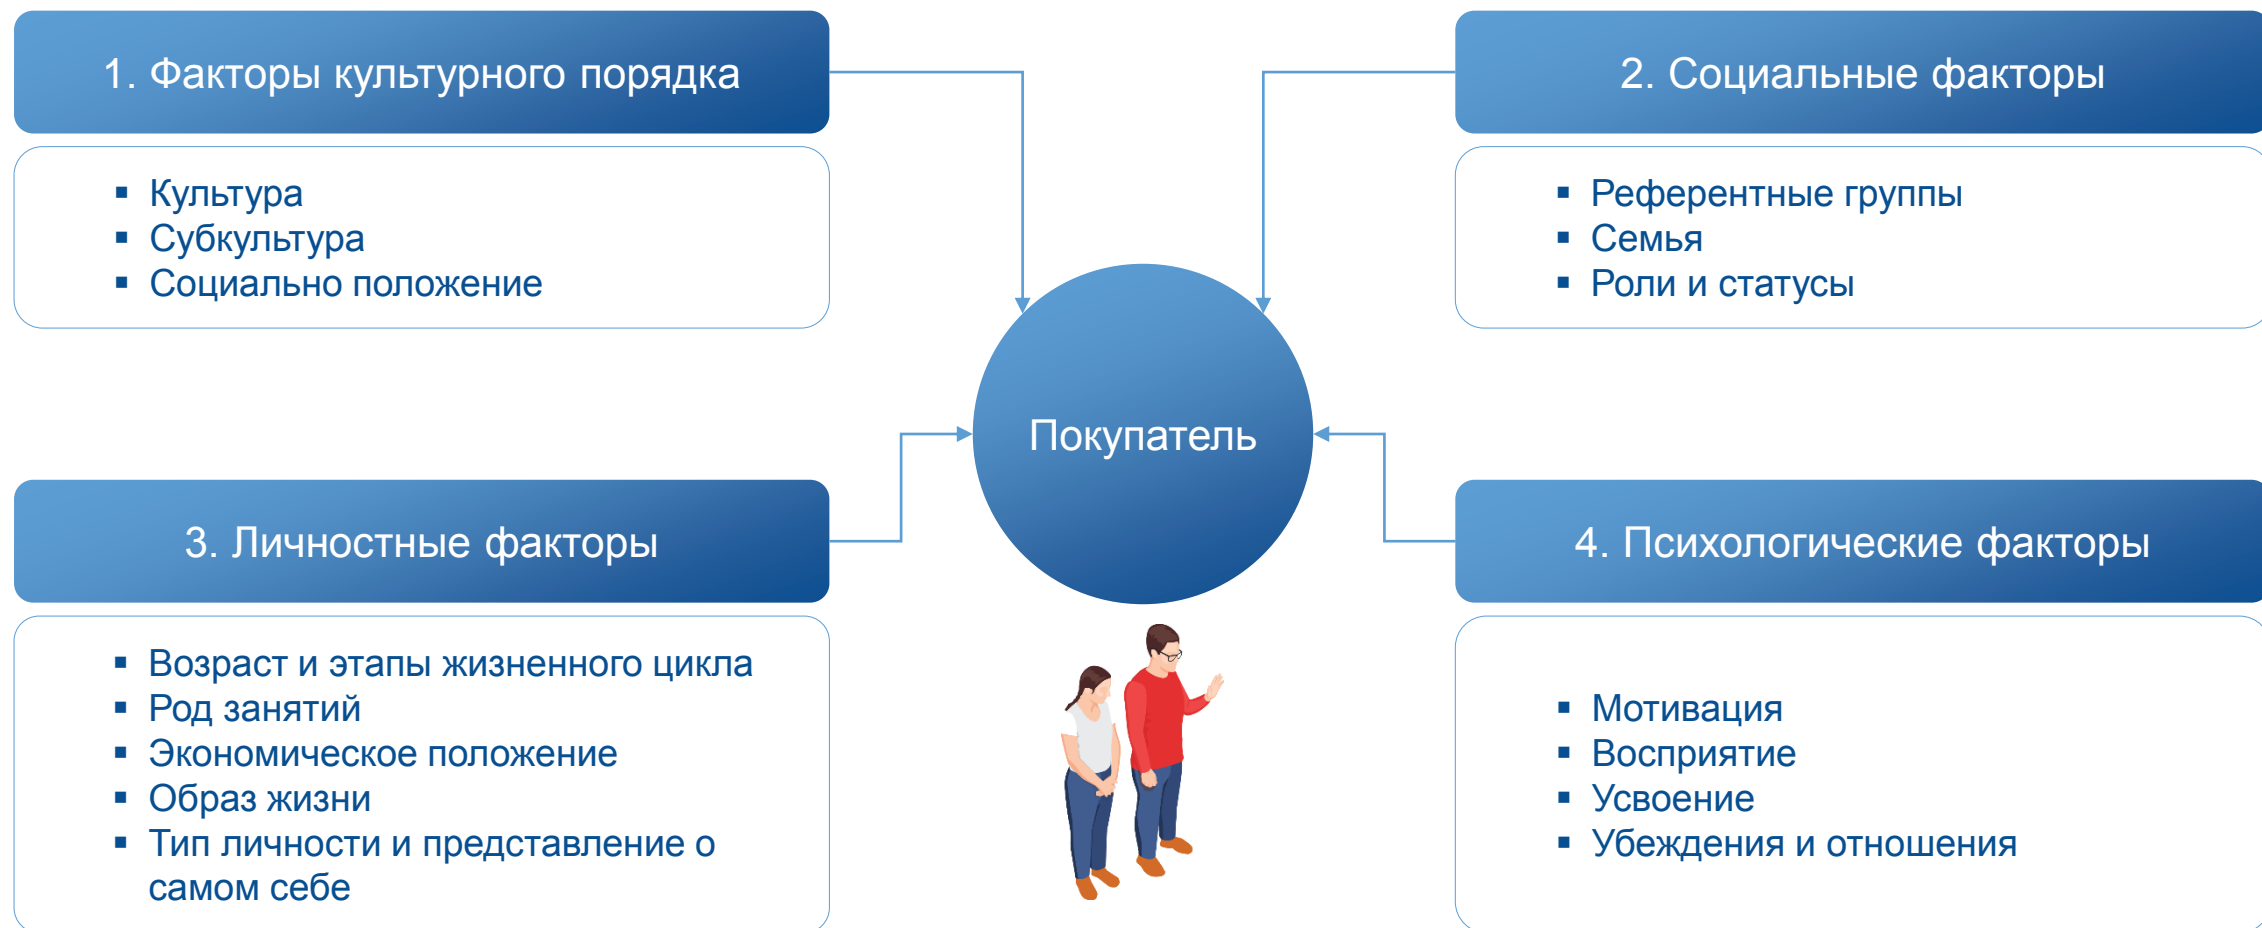 1. Факторы культурного порядка
▪ Культура
▪ Субкультура
▪ Социально положение
2. Социальные факторы
▪ Референтные группы
▪ Семья
▪ Роли и статусы
Покупатель
3. Личностные факторы
▪ Возраст и этапы жизненного цикла
▪ Род занятий
▪ Экономическое положение
▪ Образ жизни
▪ Тип личности и представление о
самом себе
4. Психологические факторы
▪ Мотивация
▪ Восприятие
▪ Усвоение
▪ Убеждения и отношения